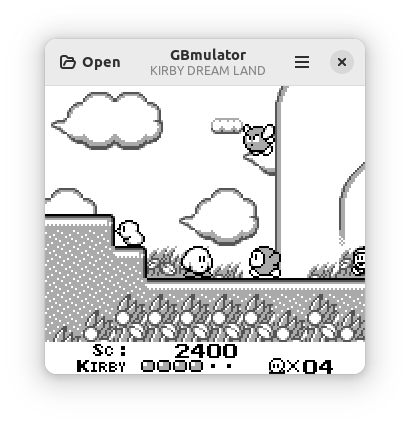 Open
GBmulator
KIRBY DREAM LAND
Sc : 2400
KIRBY ×04